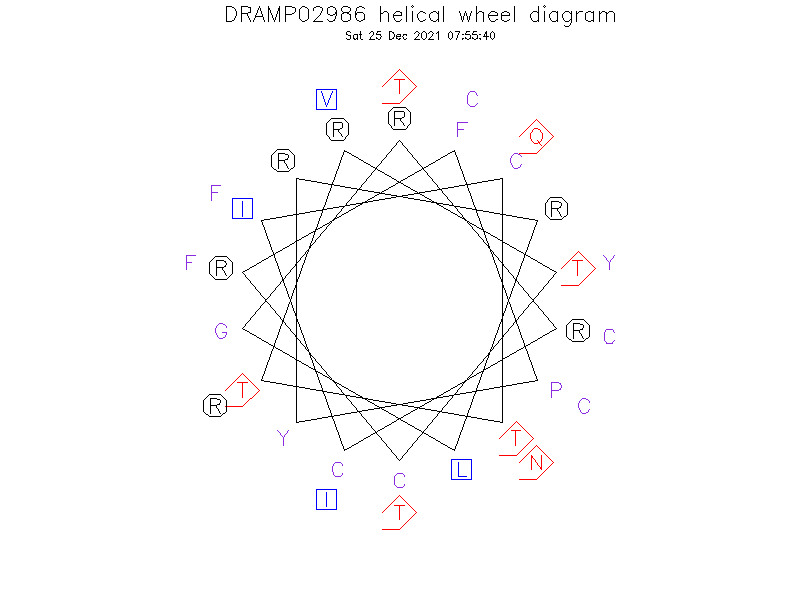 DRAMP02986 helical wheel diagram
Sat 25 Dec 2021 07:55:40
T
V C
R
R F
Q
R C
F
I R
F R T Y
G R C
T P
R C
Y T
N
C L
C
I
T